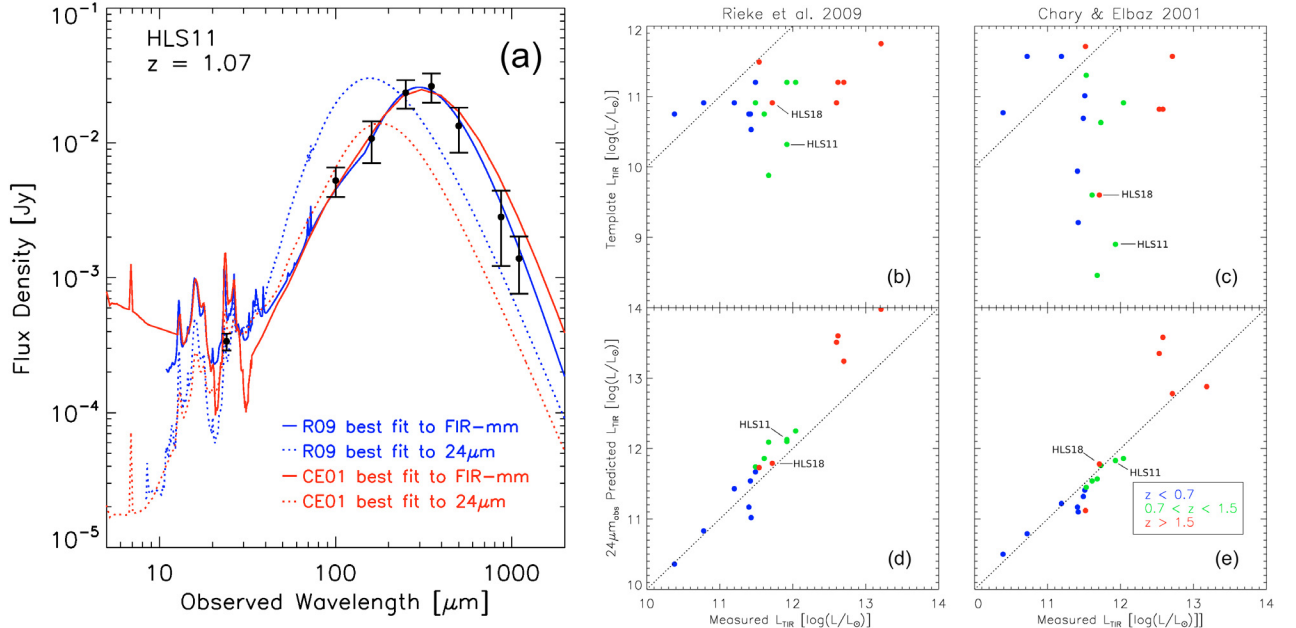 HLS11
z = 1.07
(a)
10⁻¹
10⁻²
10⁻³
10⁻⁴
10⁻⁵
Flux Density [Jy]
R09 best fit to FIR-mm
R09 best fit to 24μm
CE01 best fit to FIR-mm
CE01 best fit to 24μm
10 100 1000
Observed Wavelength [μm]
Rieke et al. 2009
Chary & Elbaz 2001
12
11
10
9
14
Template L_TIR [log(L/L☉)]
HLS18
HLS11
(b)
HLS18
HLS11
(c)
13
12
11
10
24μm_obs Predicted L_TIR [log(L/L☉)]
HLS11
HLS18
(d)
HLS18
HLS11
z < 0.7
0.7 < z < 1.5
z > 1.5
(e)
10 11 12 13 14
0 11 12 13 14
Measured L_TIR [log(L/L☉)]
Measured L_TIR [log(L/L☉)]]